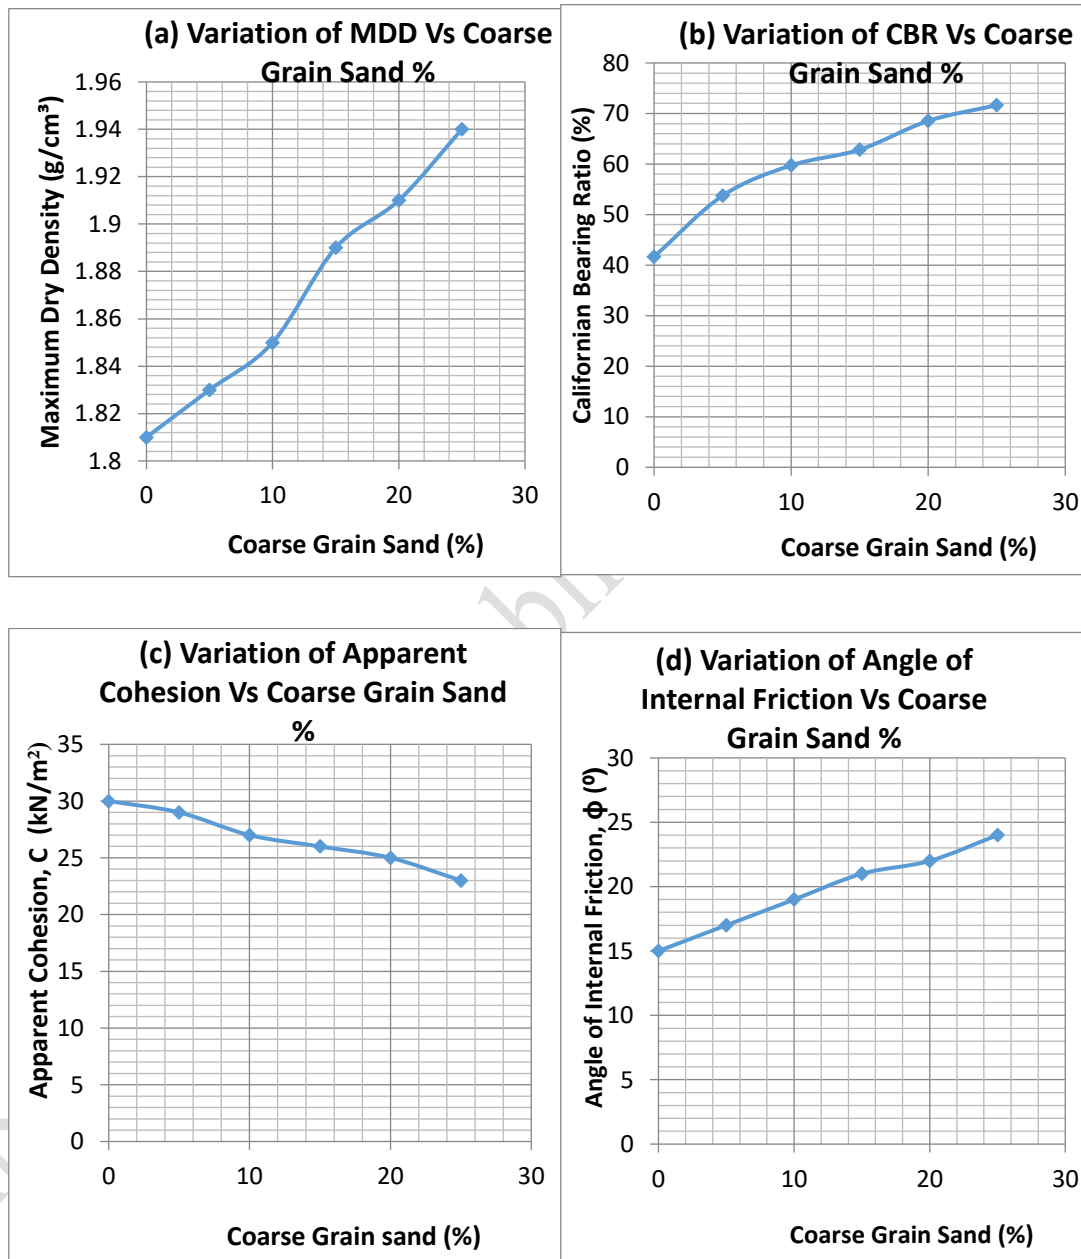 (a) Variation of MDD Vs Coarse
Grain Sand %
Maximum Dry Density (g/cm³)
1.96
1.94
1.92
1.9
1.88
1.86
1.84
1.82
1.8
0 10 20 30
Coarse Grain Sand (%)
(b) Variation of CBR Vs Coarse
Grain Sand %
Californian Bearing Ratio (%)
80
70
60
50
40
30
20
10
0
0 10 20 30
Coarse Grain Sand (%)
(c) Variation of Apparent
Cohesion Vs Coarse Grain Sand
%
Apparent Cohesion, C (kN/m²)
35
30
25
20
15
10
5
0
0 10 20 30
Coarse Grain sand (%)
(d) Variation of Angle of
Internal Friction Vs Coarse
Grain Sand %
Angle of Internal Friction, ϕ (⁰)
30
25
20
15
10
5
0
0 10 20 30
Coarse Grain Sand (%)